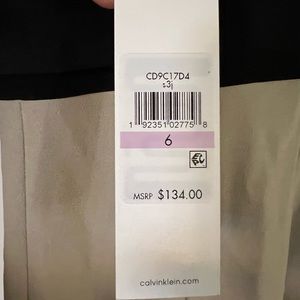 CD9C17D4
1 92351 02775 8
6
MSRP $134.00
calvinklein.com